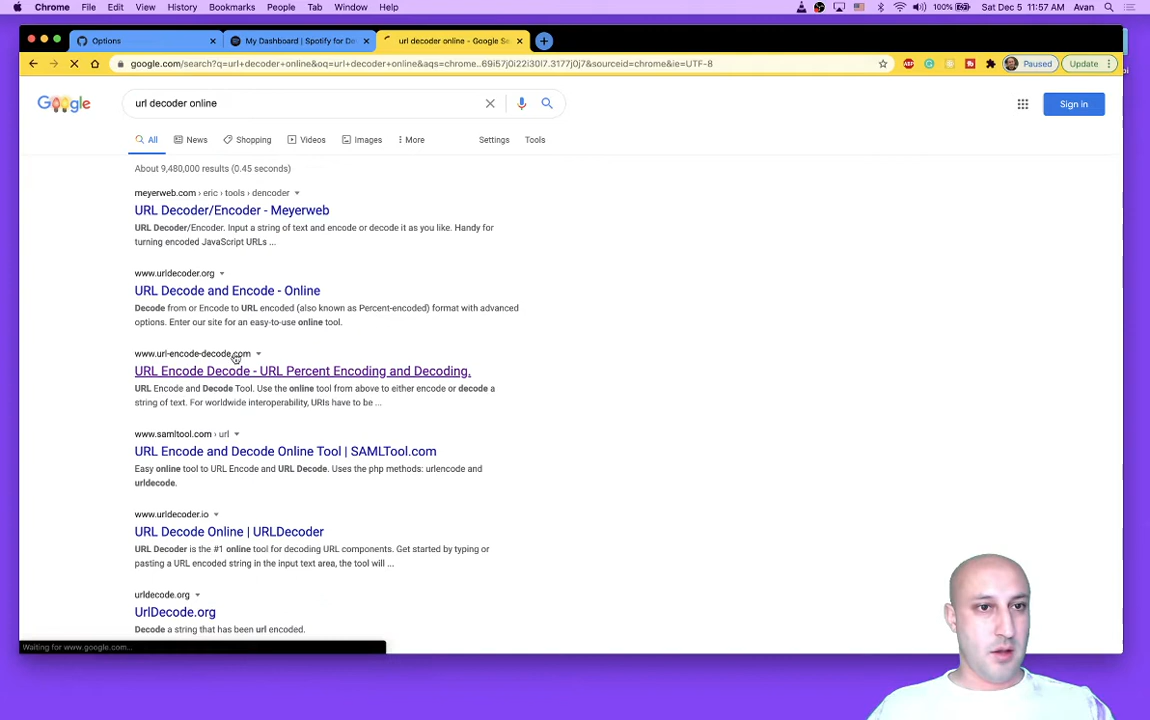 Chrome File Edit View History Bookmarks People Tab Window Help 100% Sat Dec 5 11:57 AM Avan
Options My Dashboard | Spotify for De url decoder online - Google Se
google.com/search?q=url+decoder+online&oq=url+decoder+online&aqs=chrome..69i57j0i22i30l7.3177j0j7&sourceid=chrome&ie=UTF-8 Paused Update
Google url decoder online Sign in
All News Shopping Videos Images More Settings Tools
About 9,480,000 results (0.45 seconds)
meyerweb.com › eric › tools › dencoder
URL Decoder/Encoder - Meyerweb
URL Decoder/Encoder. Input a string of text and encode or decode it as you like. Handy for
turning encoded JavaScript URLs ...
www.urldecoder.org
URL Decode and Encode - Online
Decode from or Encode to URL encoded (also known as Percent-encoded) format with advanced
options. Enter our site for an easy-to-use online tool.
www.url-encode-decode.com
URL Encode Decode - URL Percent Encoding and Decoding.
URL Encode and Decode Tool. Use the online tool from above to either encode or decode a
string of text. For worldwide interoperability, URIs have to be ...
www.samltool.com › url
URL Encode and Decode Online Tool | SAMLTool.com
Easy online tool to URL Encode and URL Decode. Uses the php methods: urlencode and
urldecode.
www.urldecoder.io
URL Decode Online | URLDecoder
URL Decoder is the #1 online tool for decoding URL components. Get started by typing or
pasting a URL encoded string in the input text area, the tool will ...
urldecode.org
UrlDecode.org
Decode a string that has been url encoded.
Waiting for www.google.com...